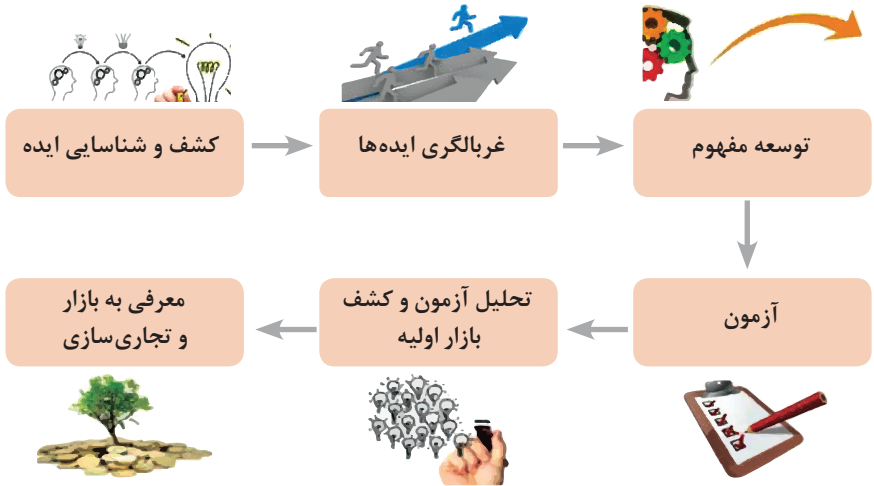 کشف و شناسایی ایده
غربالگری ایده‌ها
توسعه مفهوم
آزمون
تحلیل آزمون و کشف
بازار اولیه
معرفی به بازار
و تجاری‌سازی